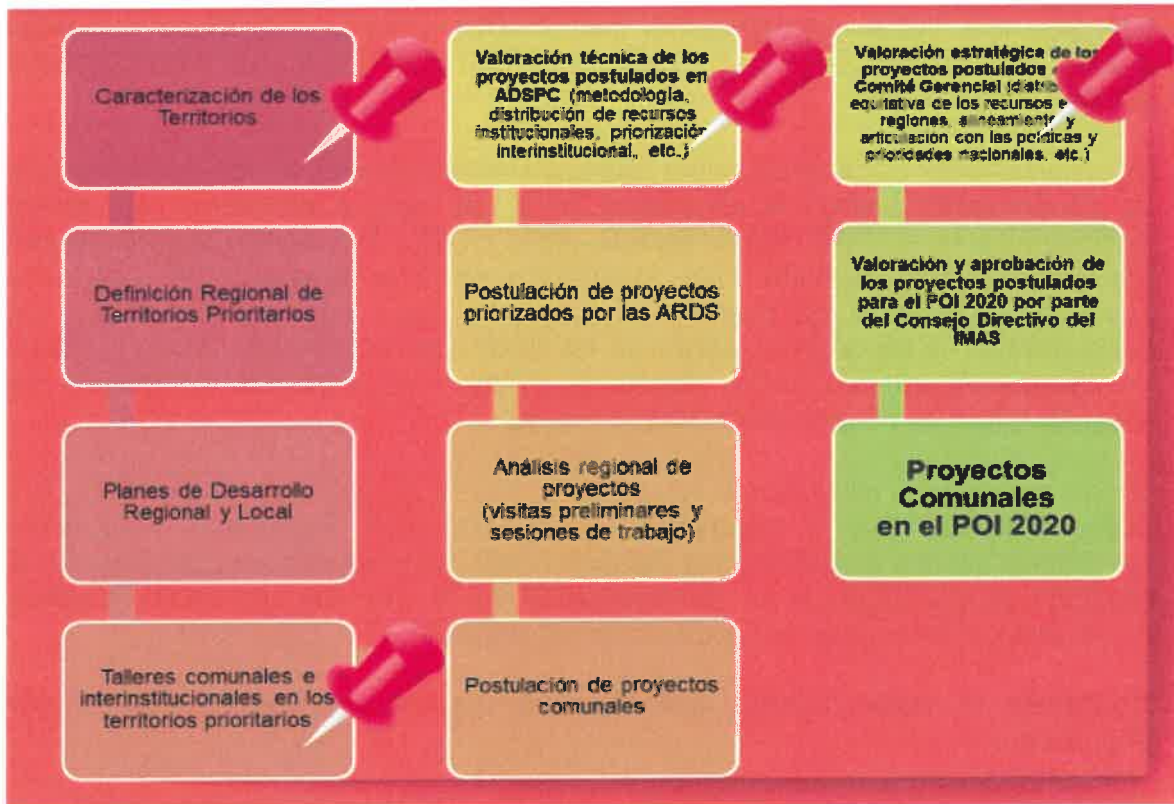 Caracterización de los
Territorios
Definición Regional de
Territorios Prioritarios
Planes de Desarrollo
Regional y Local
Talleres comunales e
interinstitucionales en los
territorios prioritarios
Postulación de proyectos
comunales
Análisis regional de
proyectos
(visitas preliminares y
sesiones de trabajo)
Postulación de proyectos
priorizados por las ARDS
Valoración técnica de los
proyectos postulados en
ADSPC (metodología,
distribución de recursos
institucionales, priorización
interinstitucional, etc.)
Valoración estratégica de los
proyectos postulados
Comité Gerencial
equitativa de los recursos
regiones, alineamiento y
articulación con las políticas y
prioridades nacionales, etc.)
Valoración y aprobación de
los proyectos postulados
para el POI 2020 por parte
del Consejo Directivo del
IMAS
Proyectos
Comunales
en el POI 2020